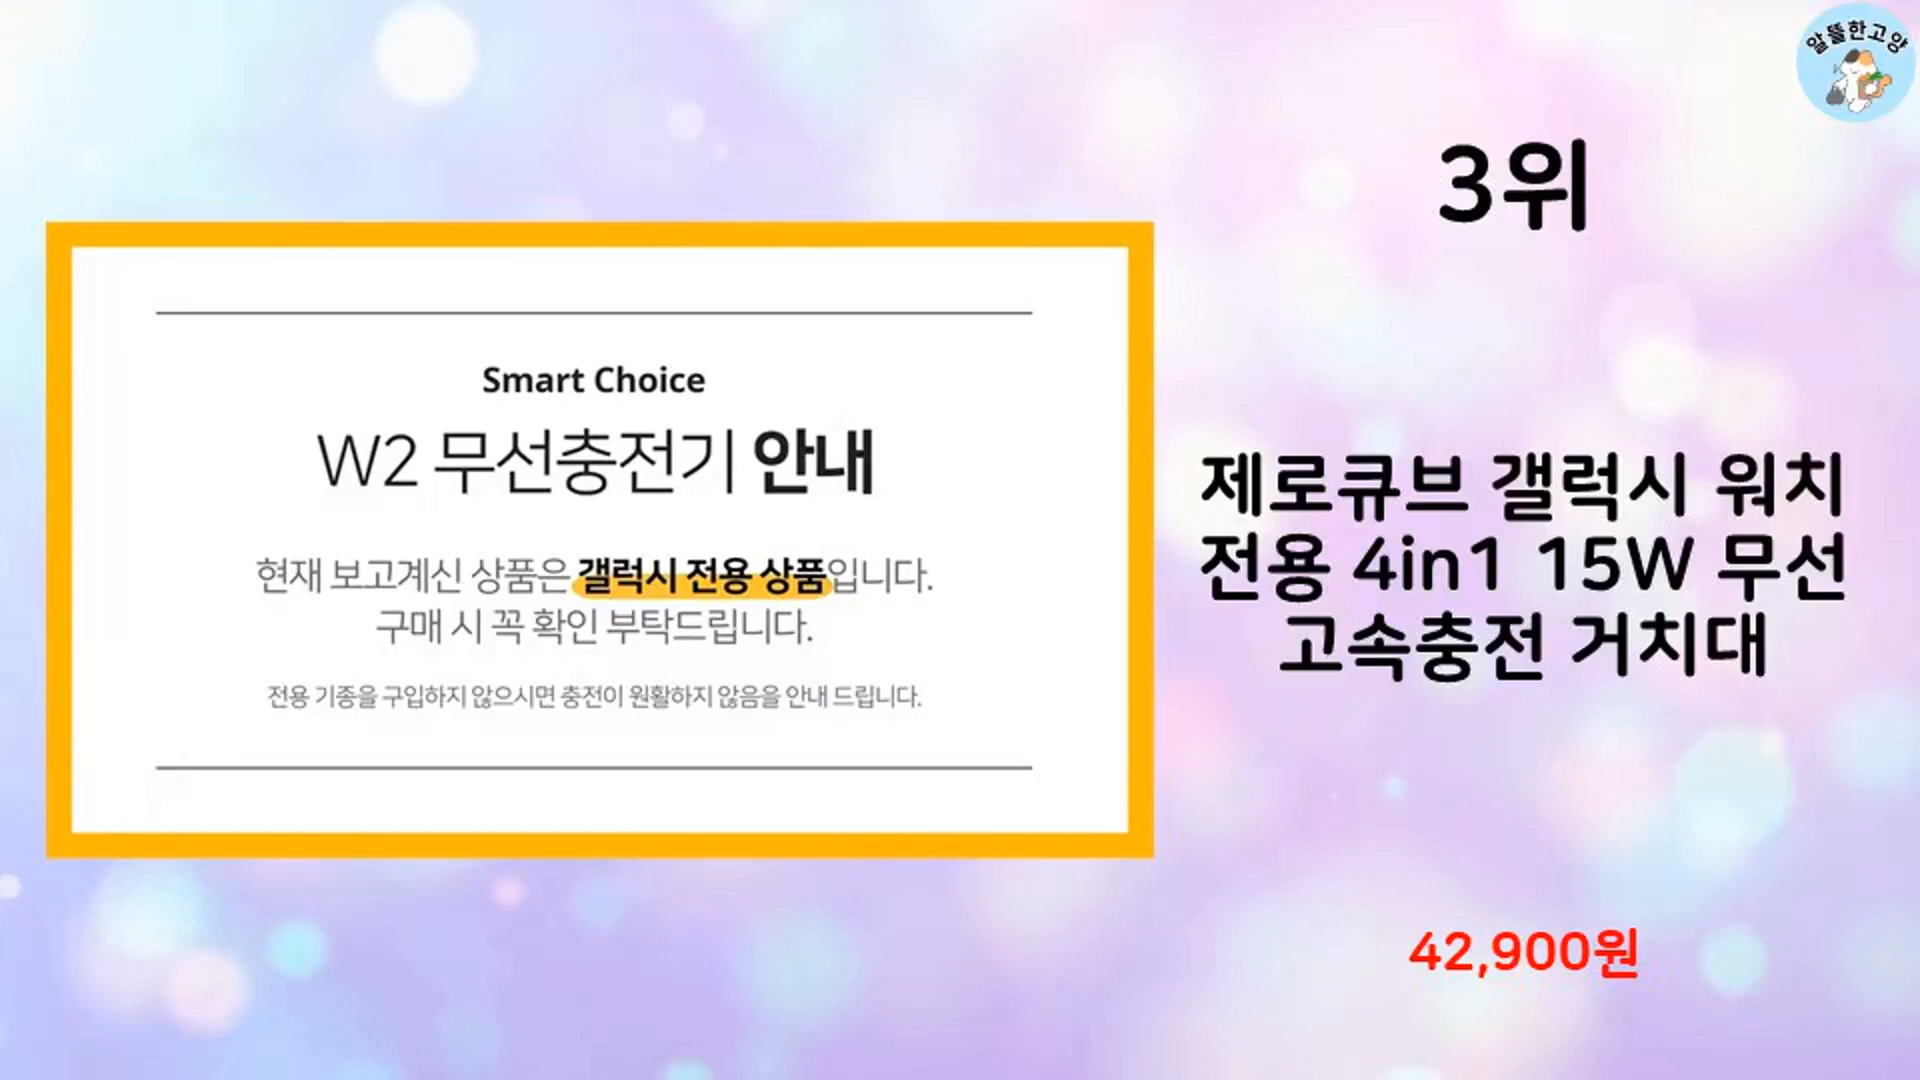 알뜰한고양
3위
Smart Choice
W2 무선충전기 안내
현재 보고계신 상품은 갤럭시 전용 상품입니다.
구매 시 꼭 확인 부탁드립니다.
전용 기종을 구입하지 않으시면 충전이 원활하지 않음을 안내 드립니다.
제로큐브 갤럭시 워치
전용 4in1 15W 무선
고속충전 거치대
42,900원